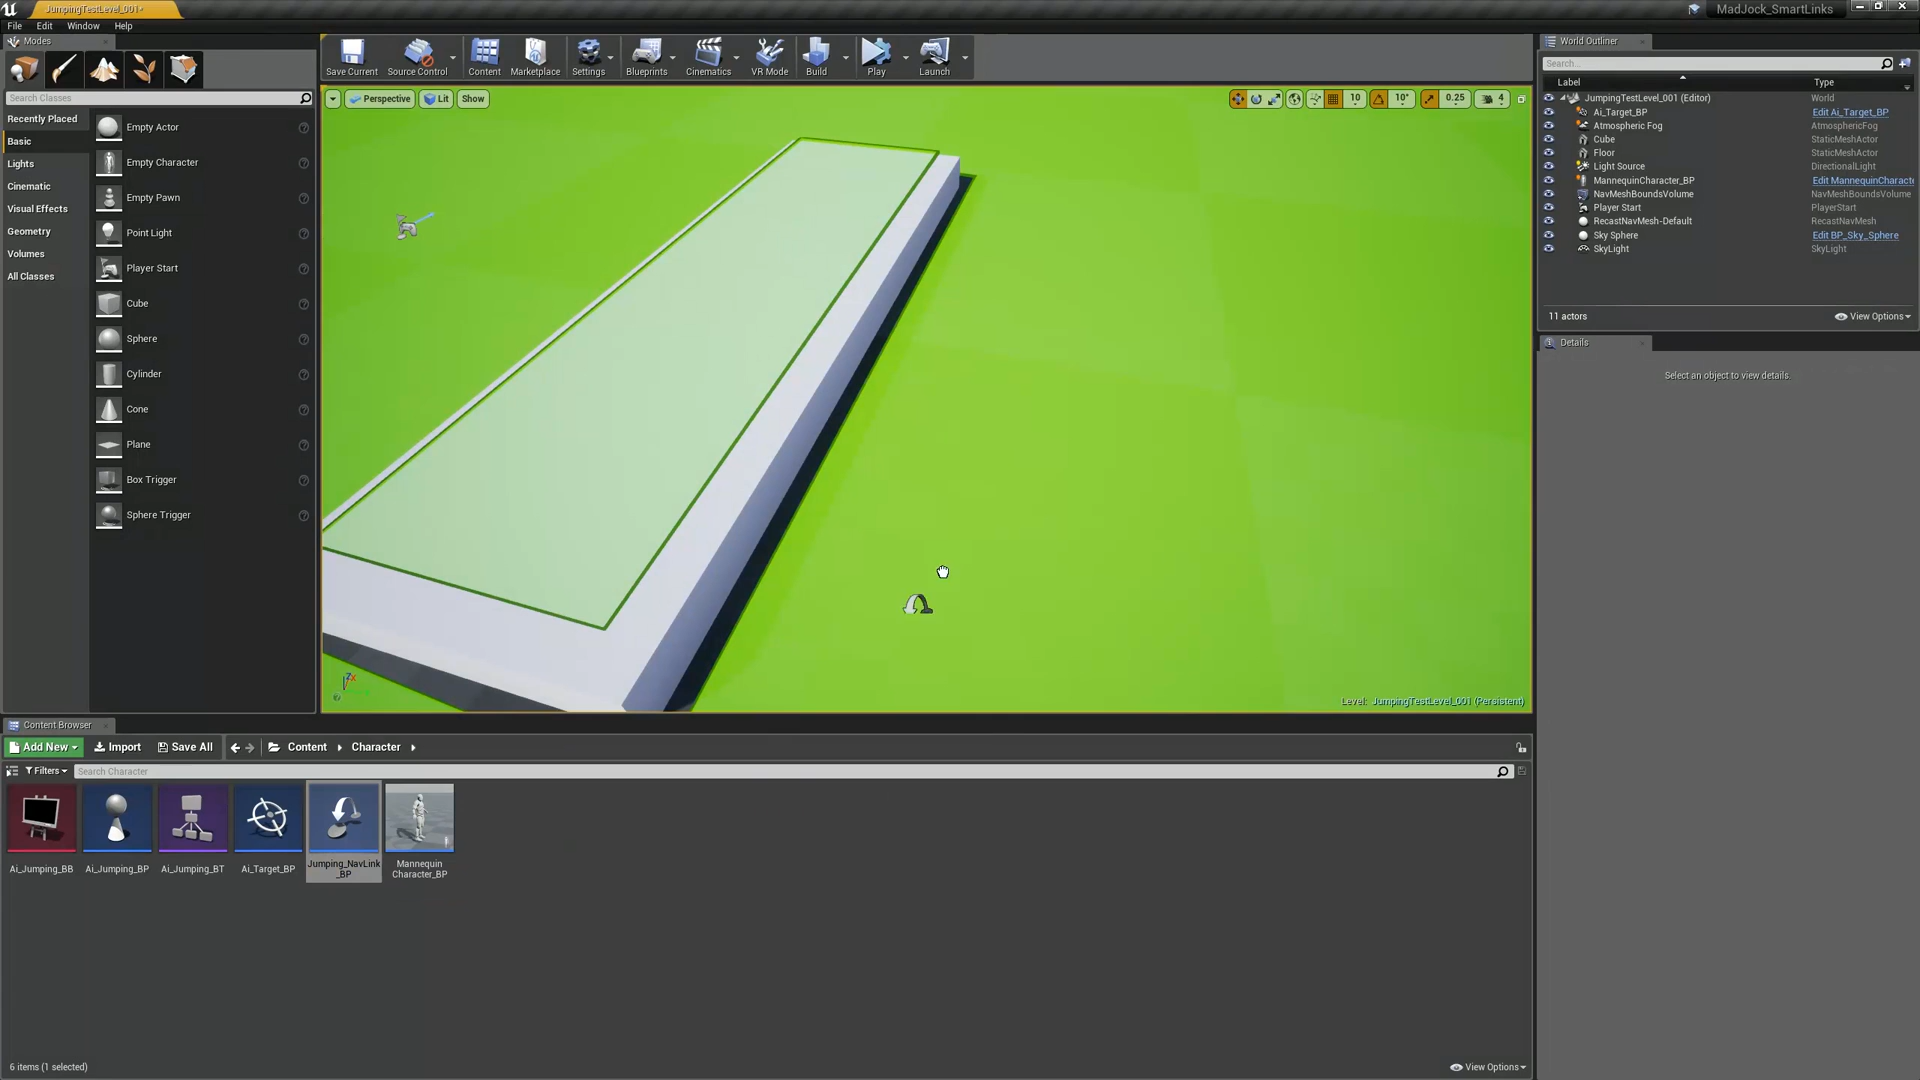 JumpingTestLevel_001*
MadJock_SmartLinks
File Edit Window Help
Modes
Search Classes
Recently Placed
Basic
Lights
Cinematic
Visual Effects
Geometry
Volumes
All Classes
Empty Actor
Empty Character
Empty Pawn
Point Light
Player Start
Cube
Sphere
Cylinder
Cone
Plane
Box Trigger
Sphere Trigger
Save Current Source Control Content Marketplace Settings Blueprints Cinematics VR Mode Build Play Launch
Perspective Lit Show
10 10° 0.25 4
Level: JumpingTestLevel_001 (Persistent)
World Outliner
Search...
Label Type
JumpingTestLevel_001 (Editor) World
Ai_Target_BP Edit Ai_Target_BP
Atmospheric Fog AtmosphericFog
Cube StaticMeshActor
Floor StaticMeshActor
Light Source DirectionalLight
MannequinCharacter_BP Edit MannequinCharacte
NavMeshBoundsVolume NavMeshBoundsVolume
Player Start PlayerStart
RecastNavMesh-Default RecastNavMesh
Sky Sphere Edit BP_Sky_Sphere
SkyLight SkyLight
11 actors View Options
Details
Select an object to view details.
Content Browser
Add New Import Save All Content Character
Filters Search Character
Ai_Jumping_BB
Ai_Jumping_BP
Ai_Jumping_BT
Ai_Target_BP
Jumping_NavLink
_BP
Mannequin
Character_BP
6 items (1 selected) View Options